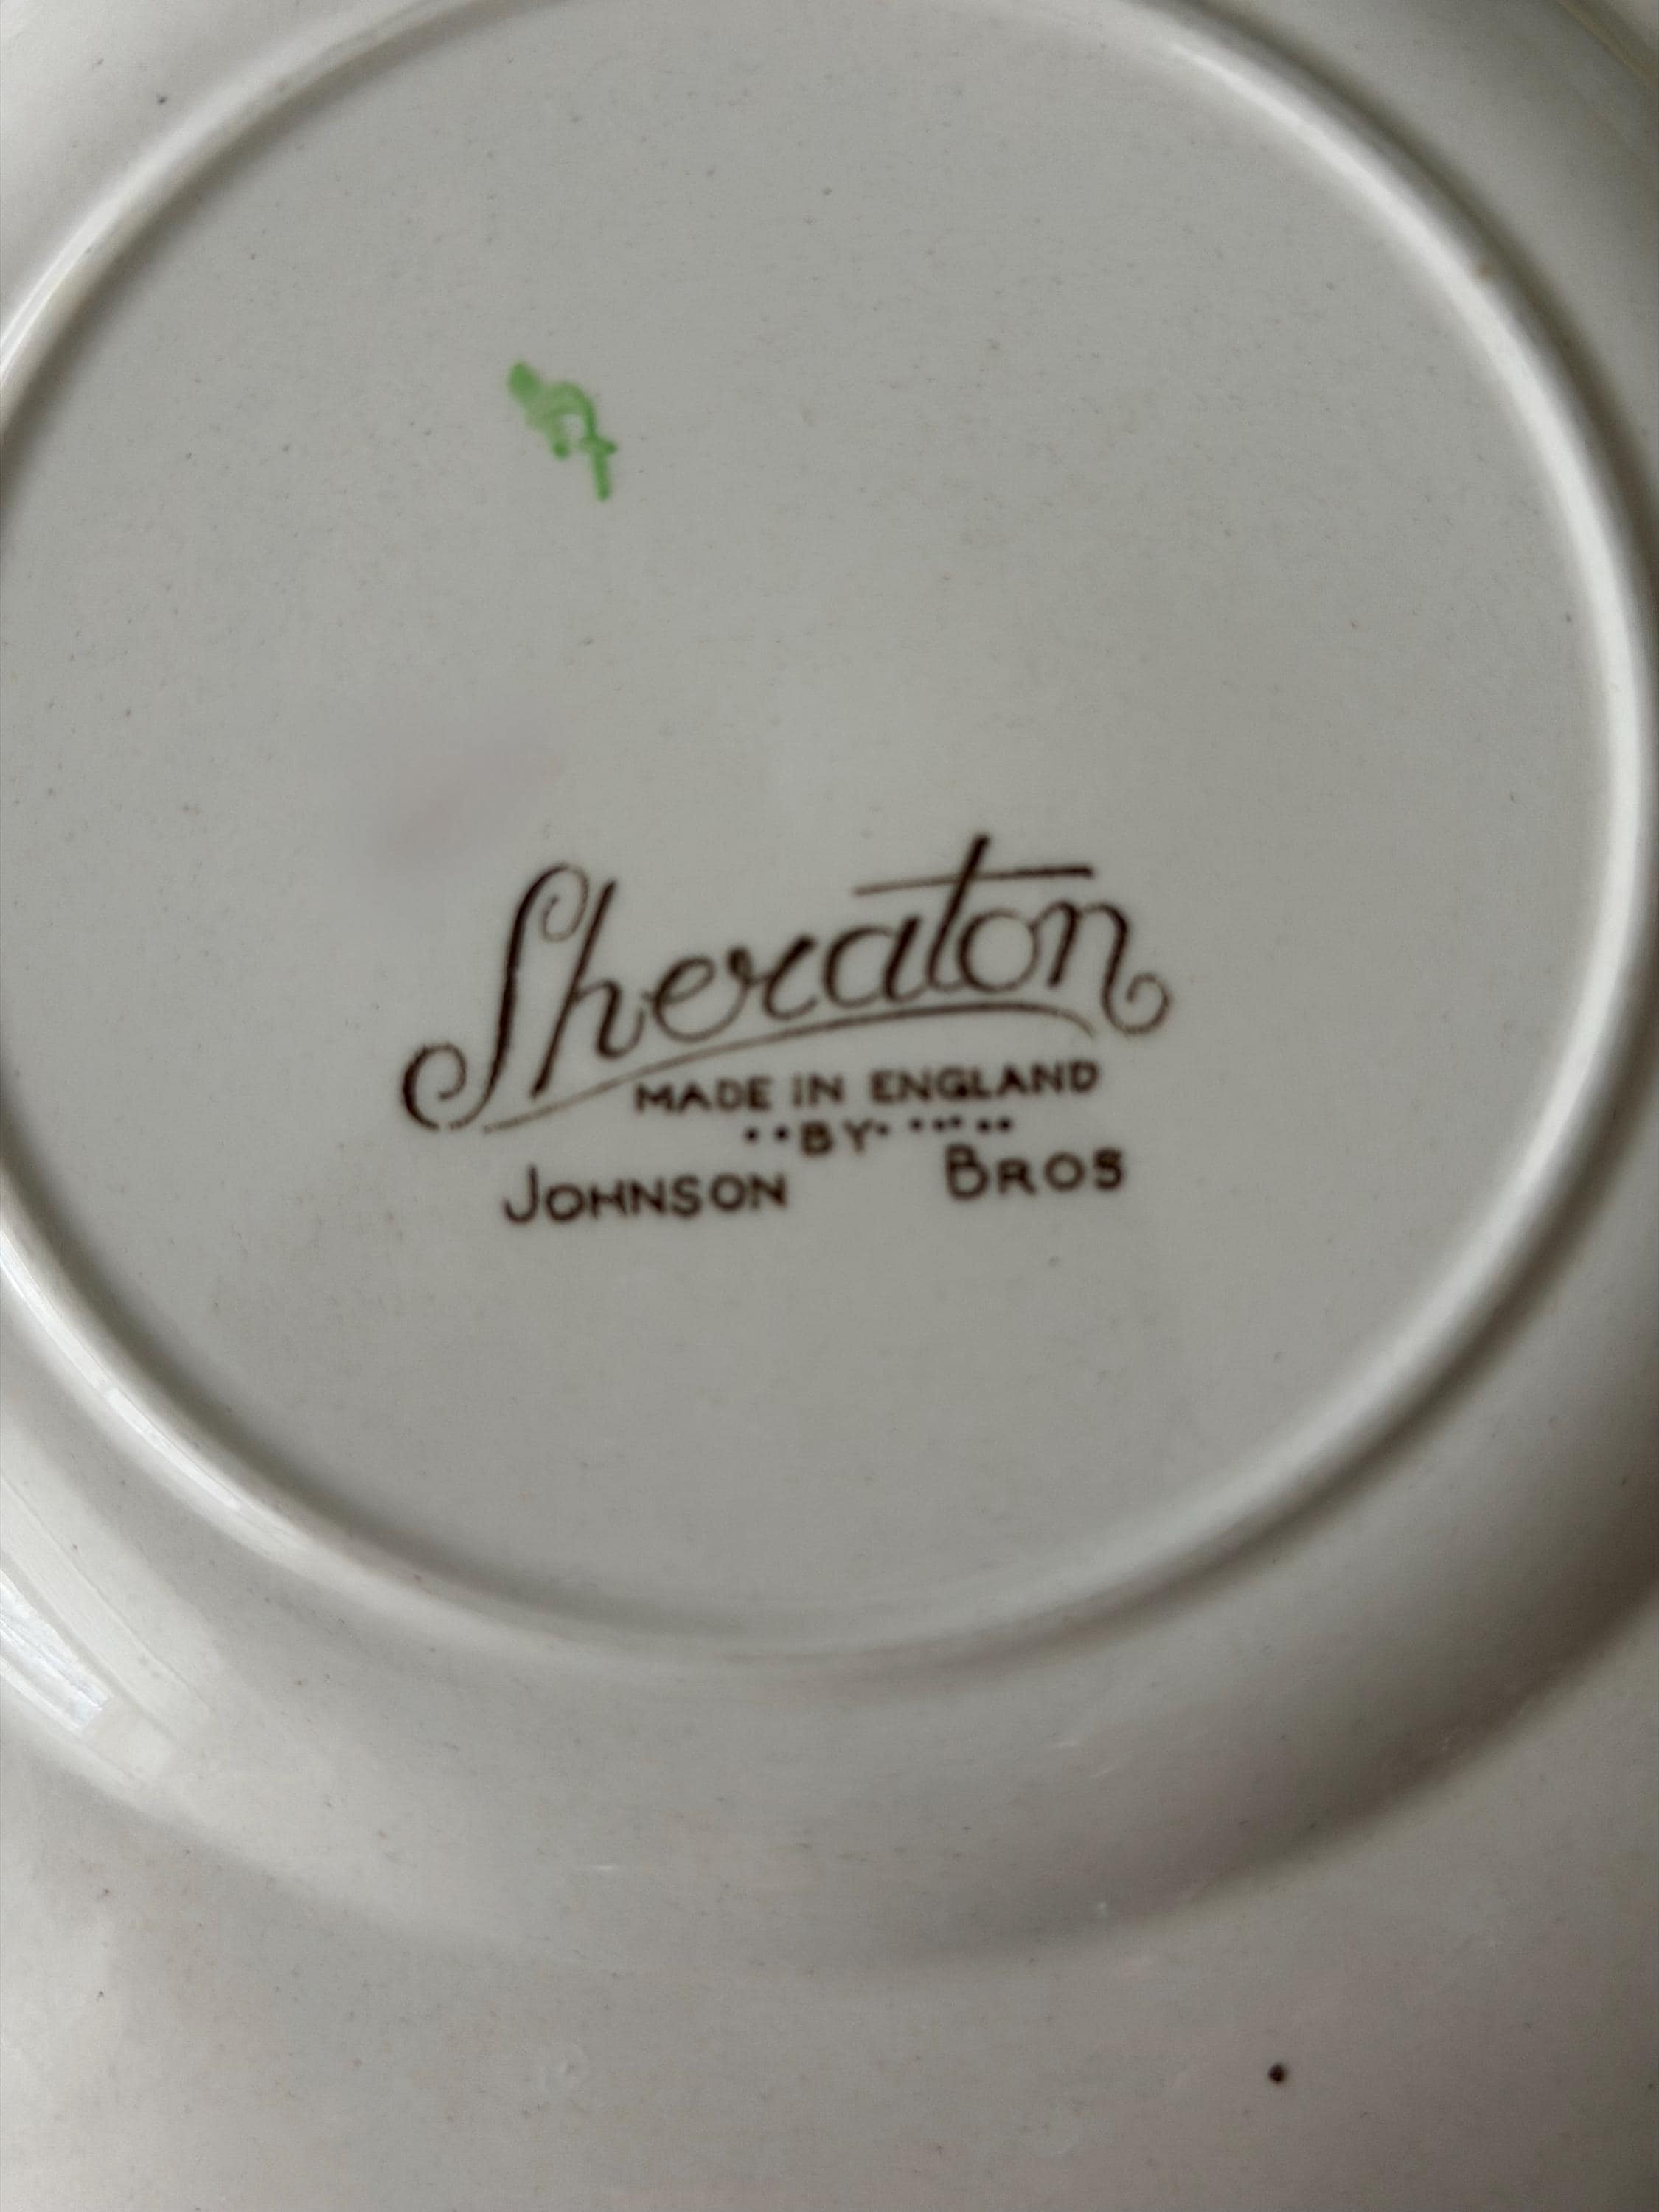 Sheraton
MADE IN ENGLAND
··BY· ··· ··
JOHNSON BROS